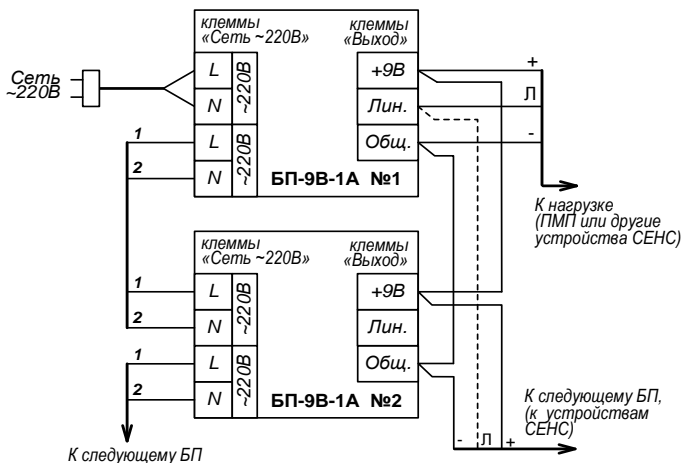 клеммы
«Сеть ~220В»
клеммы
«Выход»
Сеть
~220В
L
N
~220В
L
N
~220В
+9В
Лин.
Общ.
+
Л
-
1
2
БП-9В-1А №1
К нагрузке
(ПМП или другие
устройства СЕНС)
клеммы
«Сеть ~220В»
клеммы
«Выход»
1
2
L
N
~220В
1
2
L
N
~220В
+9В
Лин.
Общ.
БП-9В-1А №2
К следующему БП,
(к устройствам
СЕНС)
- Л +
К следующему БП